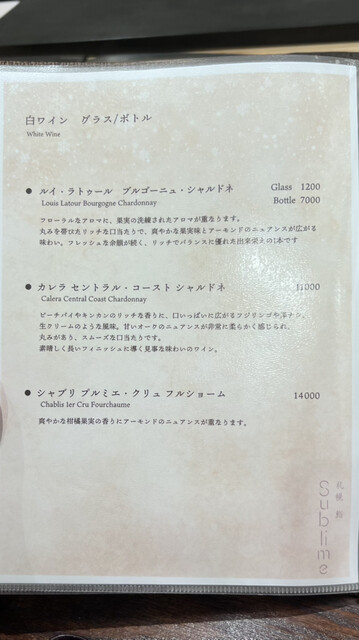 白ワイン　グラス/ボトル
White Wine
● ルイ・ラトゥール　ブルゴーニュ・シャルドネ Glass 1200
Louis Latour Bourgogne Chardonnay Bottle 7000
フローラルなアロマに、果実の洗練されたアロマが重なります。
丸みを帯びたリッチな口当たりで、爽やかな果実味とアーモンドのニュアンスが広がる
味わい。フレッシュな余韻が続く、リッチでバランスに優れた出来栄えの1本です
● カレラ セントラル・コースト シャルドネ 11000
Calera Central Coast Chardonnay
ピーチパイやキンカンのリッチな香りに、口いっぱいに広がるフジリンゴや洋ナシ、
生クリームのような風味。甘いオークのニュアンスが非常に柔らかく感じられ、
丸みがあり、スムーズな口当たりです。
素晴しく長いフィニッシュに導く見事な味わいのワイン。
● シャブリ プルミエ・クリュ フルショーム 14000
Chablis 1er Cru Fourchaume
爽やかな柑橘果実の香りにアーモンドのニュアンスが重なります。
札幌 鮨
Sublime